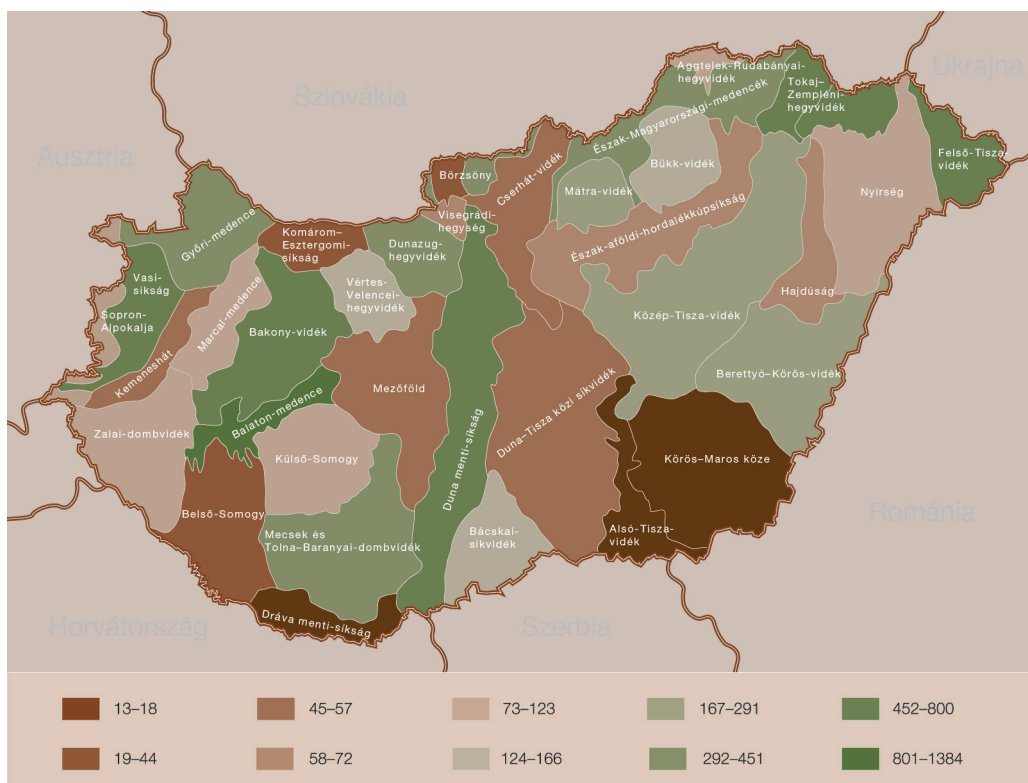 Szlovákia
Ukrajna
Ausztria
Aggtelek-Rudabányai-
hegyvidék
Tokaj–
Zempléni-
hegyvidék
Észak-Magyarországi-medencék
Felső-Tisza-
vidék
Börzsöny
Cserhát-vidék
Bükk-vidék
Mátra-vidék
Nyírség
Visegrádi-
hegység
Győri-medence
Komárom–
Esztergomi-
síkság
Dunazug-
hegyvidék
Észak-aföldi-hordalékkúpsíkság
Vasi-
síkság
Vértes-
Velencei-
hegyvidék
Marcal-medence
Hajdúság
Sopron-
Alpokalja
Bakony-vidék
Közép-Tisza-vidék
Kemeneshát
Mezőföld
Berettyó–Körös-vidék
Balaton-medence
Duna–Tisza közi síkvidék
Zalai-dombvidék
Külső-Somogy
Duna menti-síkság
Körös–Maros köze
Belső-Somogy
Románia
Mecsek és
Tolna–Baranyai-dombvidék
Bácskai-
síkvidék
Alsó-Tisza-
vidék
Dráva menti-síkság
Horvátország
Szerbia
13–18
45–57
73–123
167–291
452–800
19–44
58–72
124–166
292–451
801–1384